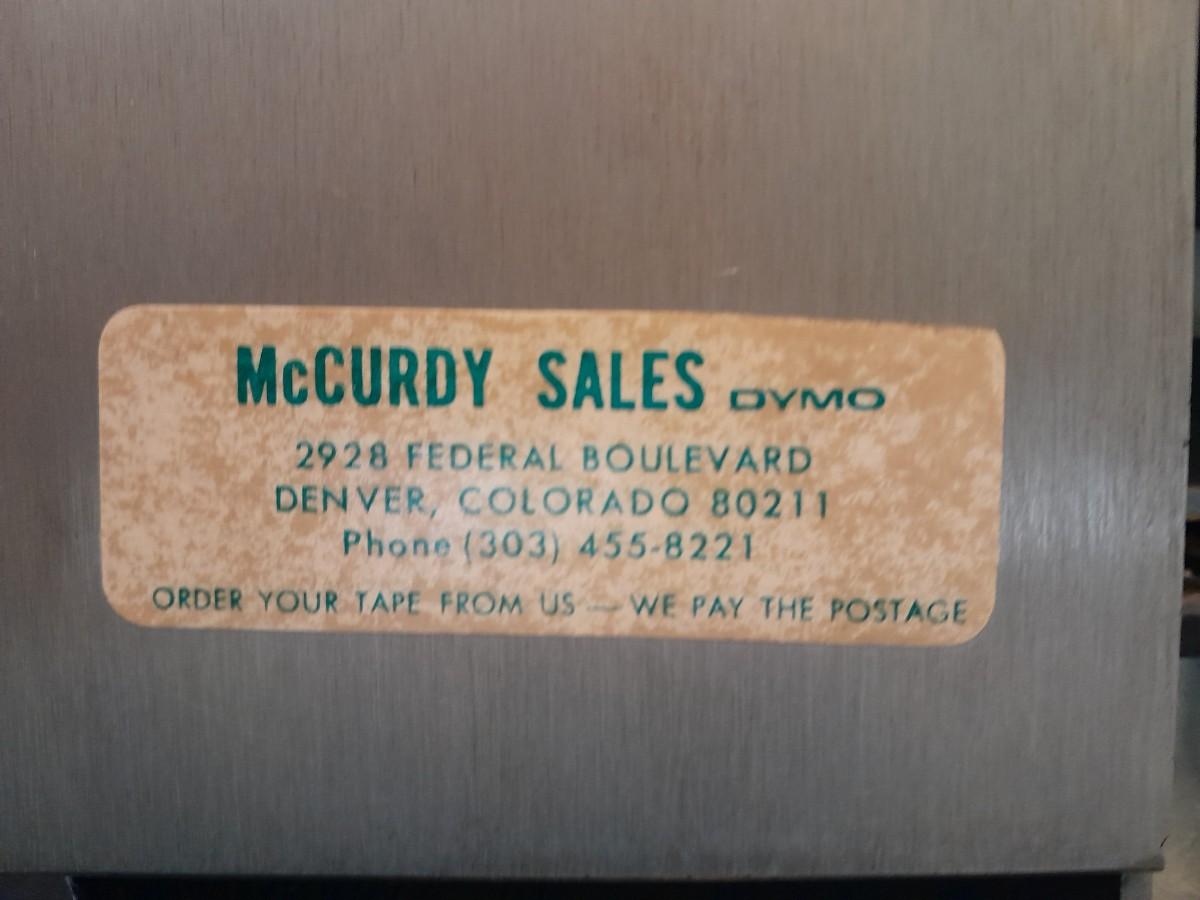 McCURDY SALES DYMO
2928 FEDERAL BOULEVARD
DENVER, COLORADO 80211
Phone (303) 455-8221
ORDER YOUR TAPE FROM US — WE PAY THE POSTAGE